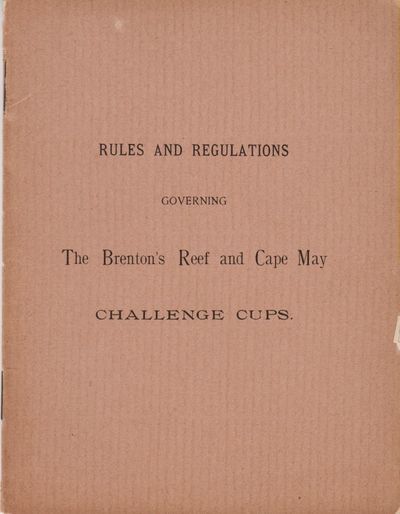 RULES AND REGULATIONS
GOVERNING
The Brenton's Reef and Cape May
CHALLENGE CUPS.